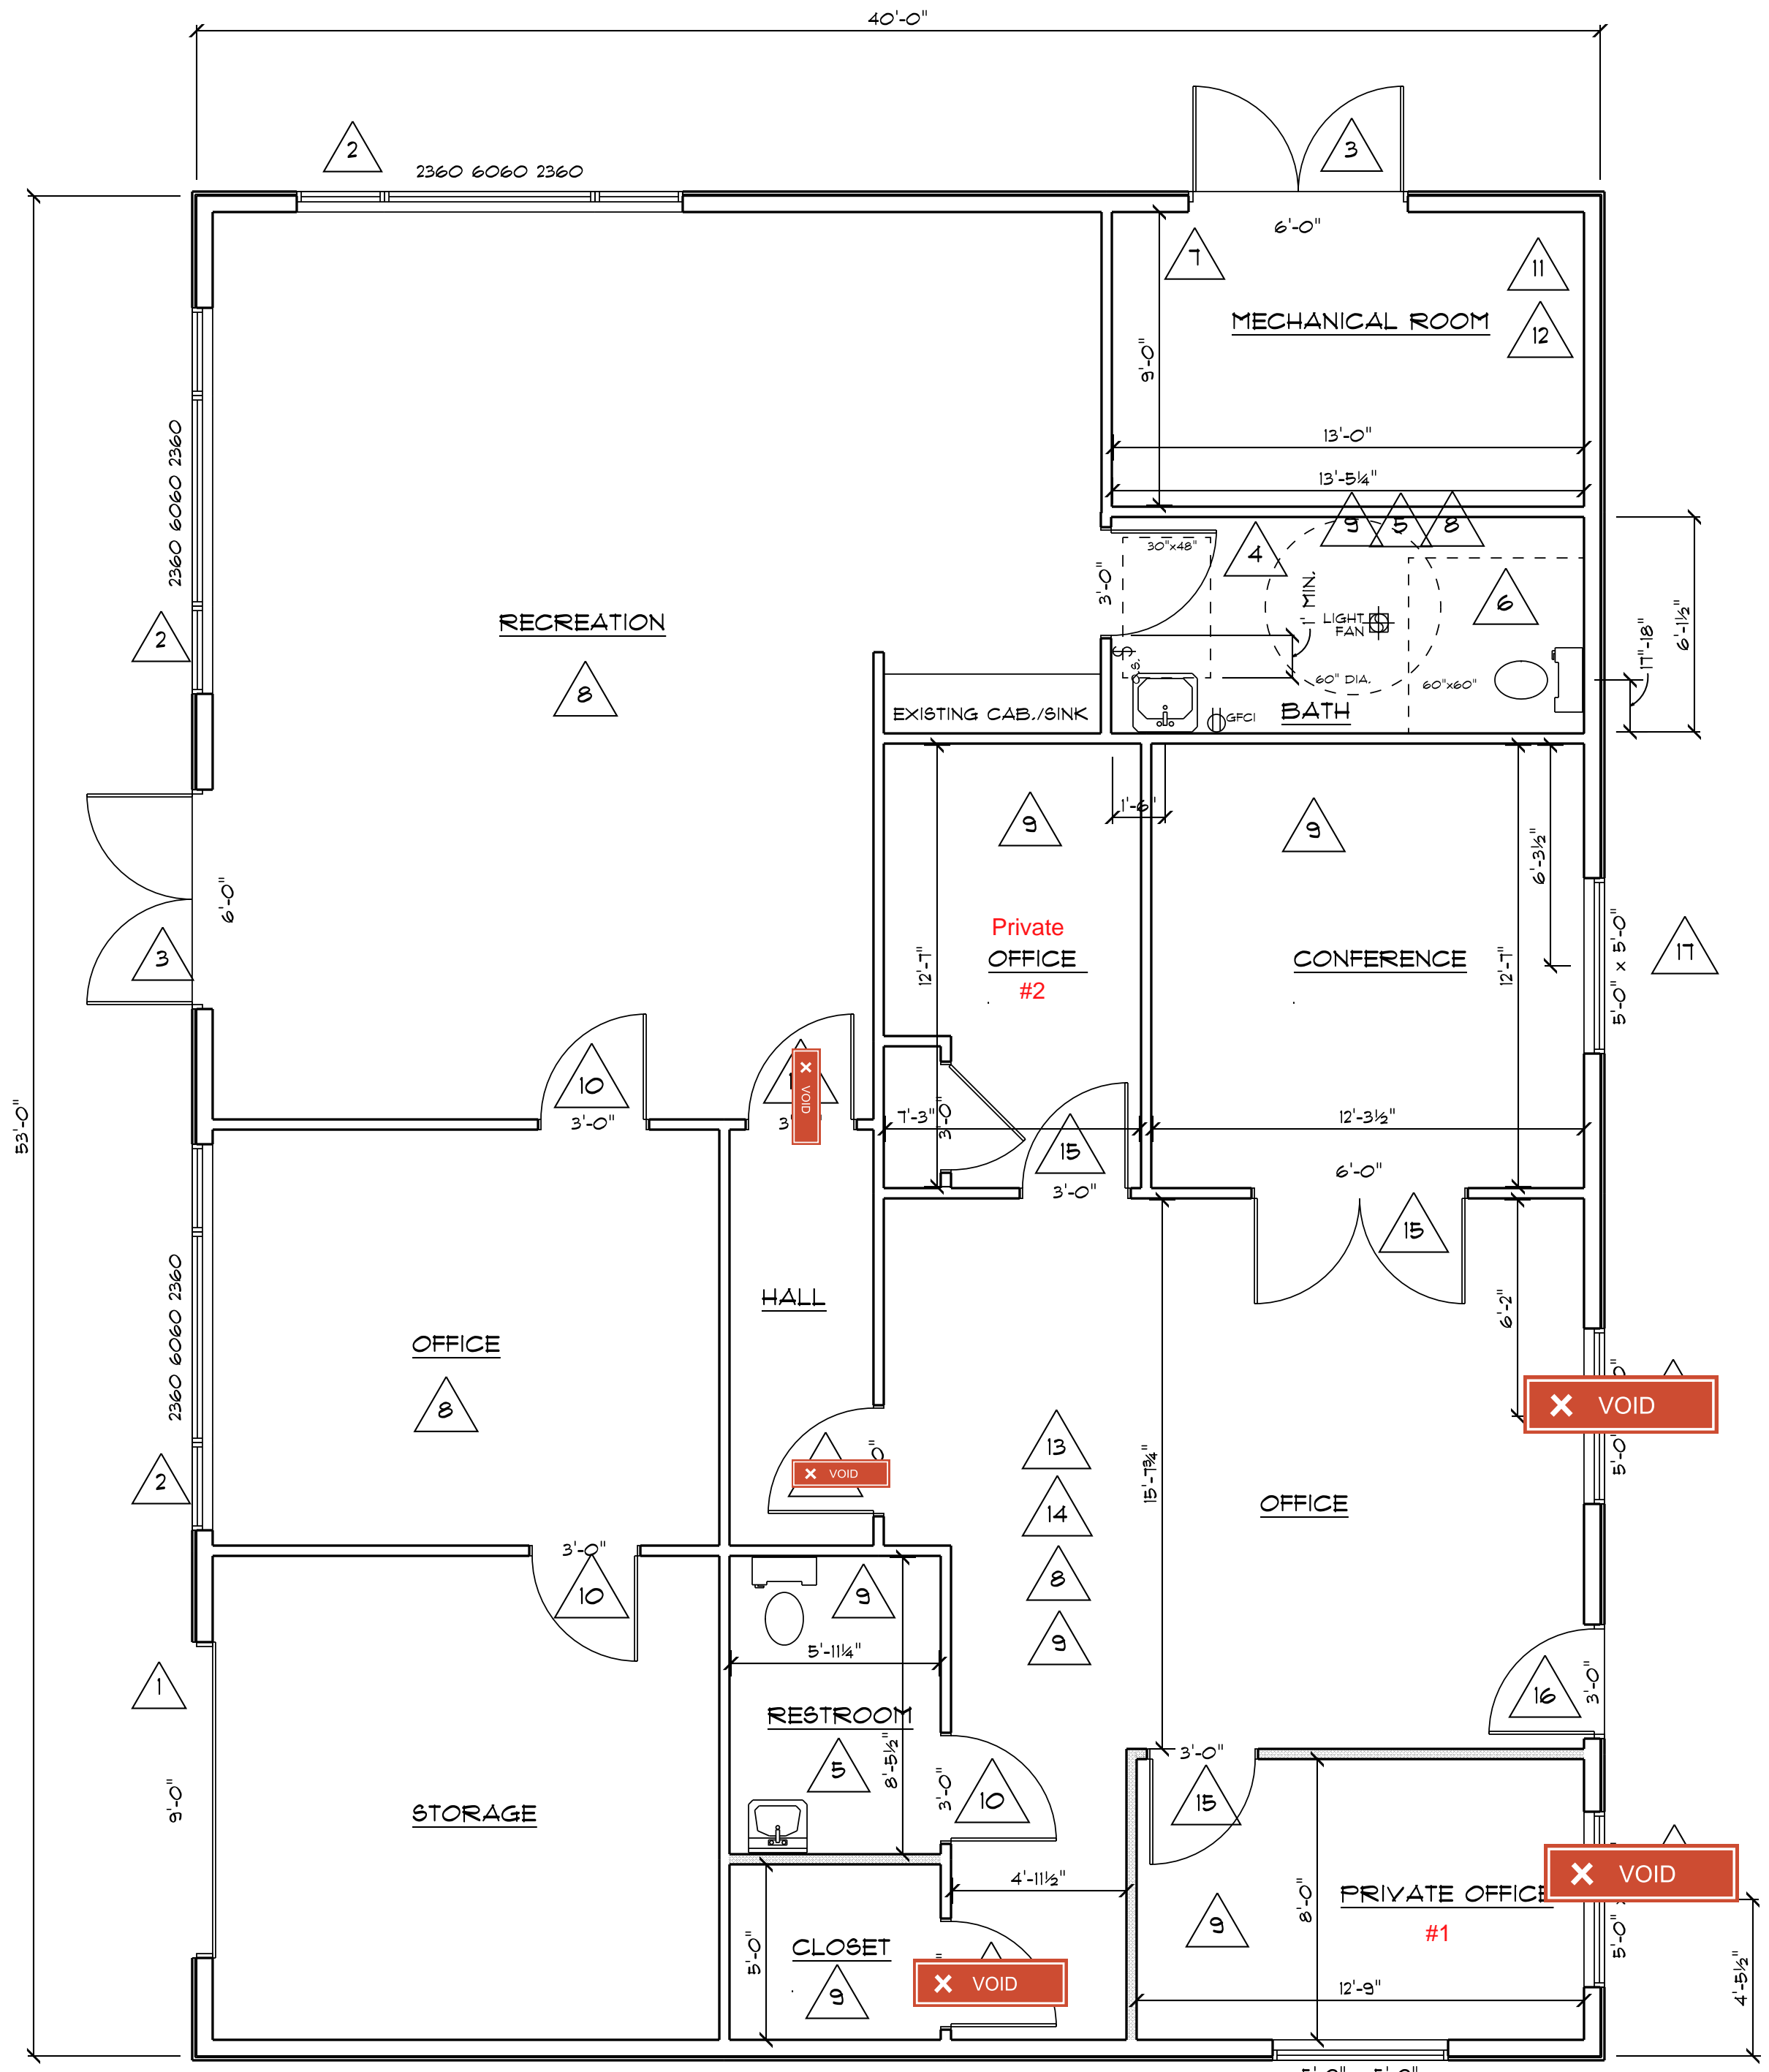 40'-0"
2
2360 6060 2360
3
6'-0"
7
11
MECHANICAL ROOM
12
9'-0"
13'-0"
13'-5¼"
2360 6060 2360
9
5
8
30"x48"
4
3'-0"
1' MIN.
6
LIGHT
FAN
6'-1½"
17"-18"
RECREATION
2
8
60" DIA.
60"x60"
EXISTING CAB./SINK
GFCI
BATH
1'-6"
9
9
6'-3½"
6'-0"
Private
OFFICE
#2
12'-7"
CONFERENCE
12'-7"
5'-0" x 5'-0"
17
3
10
3'-0"
VOID
53'-0"
7'-3"
3'-0"
15
3'-0"
12'-3½"
6'-0"
15
HALL
6'-2"
2360 6060 2360
OFFICE
8
VOID
13
VOID
2
14
15'-7¾"
OFFICE
3'-0"
10
8
9
9
5'-11¼"
1
RESTROOM
5
8'-5½"
16
3'-0"
9'-0"
STORAGE
3'-0"
10
3'-0"
15
4'-11½"
8'-0"
PRIVATE OFFICE
VOID
#1
9
5'-0"
CLOSET
9
VOID
12'-9"
4'-5½"